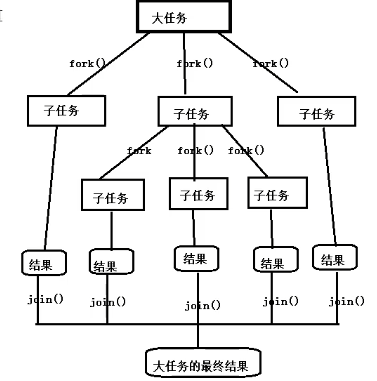 大任务
fork() fork() fork()
子任务 子任务 子任务
fork fork() fork()
子任务 子任务 子任务
结果 结果 结果 结果 结果
join() join() join() join() join()
大任务的最终结果